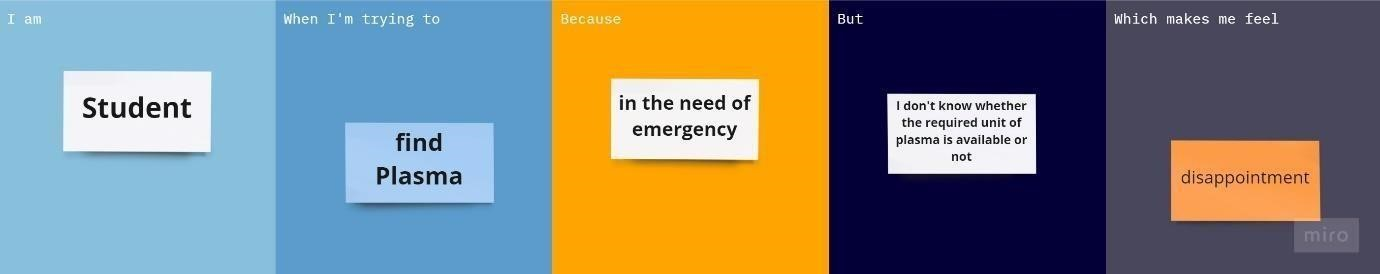 I am
Student
When I'm trying to
find
Plasma
Because
in the need of
emergency
But
I don't know whether
the required unit of
plasma is available or
not
Which makes me feel
disappointment
miro